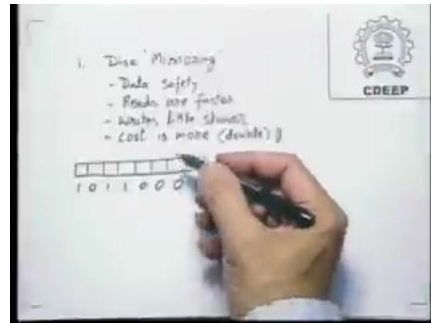 1. Disc "Mirroring"
- Data safety
- Reads are faster
- Writes little slower
- Cost is more (double)
1 0 1 1 0 0 0
CDEEP